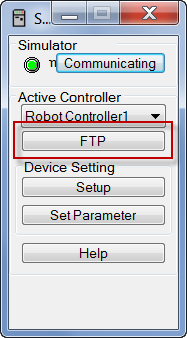 S...
Simulator
Communicating
Active Controller
Robot Controller1
FTP
Device Setting
Setup
Set Parameter
Help